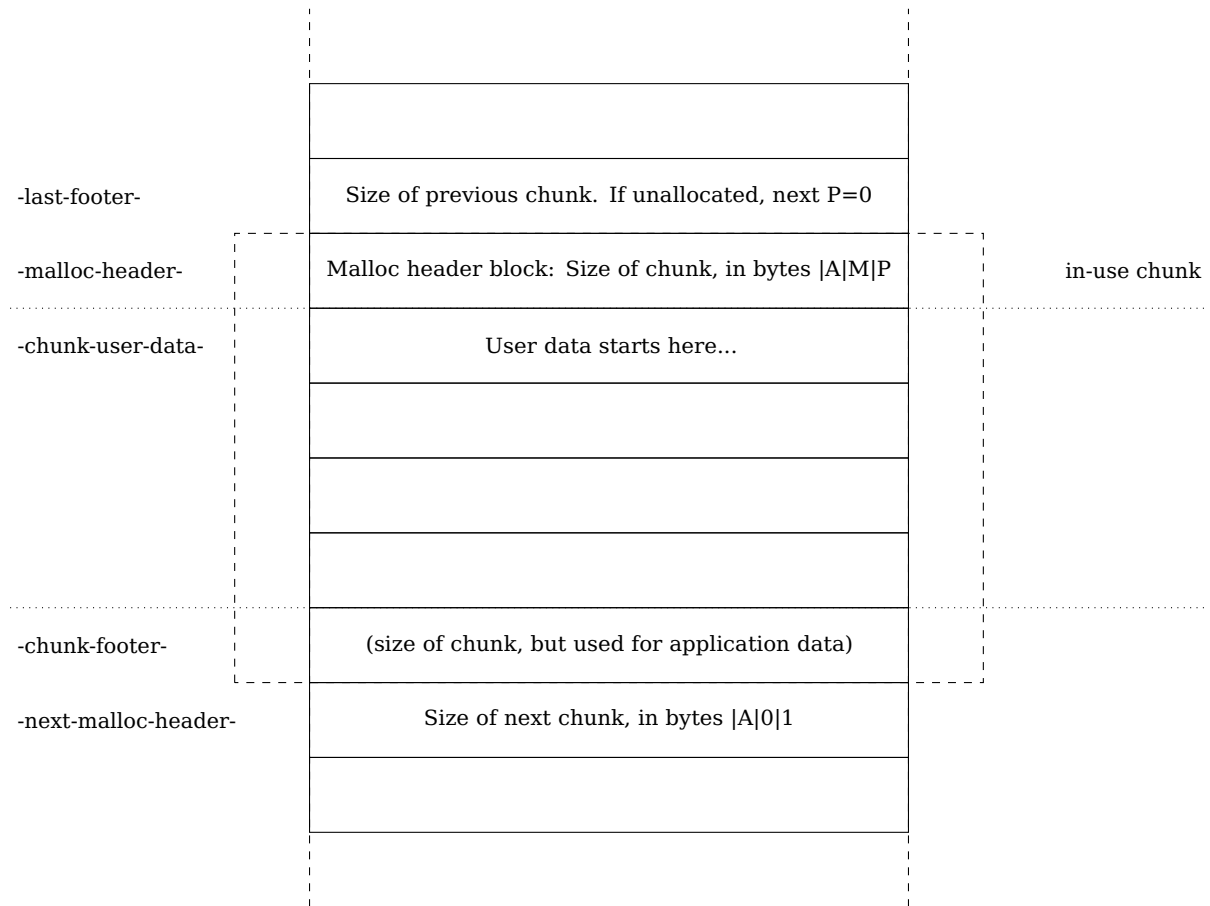 -last-footer- Size of previous chunk. If unallocated, next P=0
-malloc-header- Malloc header block: Size of chunk, in bytes |A|M|P in-use chunk
-chunk-user-data- User data starts here...
-chunk-footer- (size of chunk, but used for application data)
-next-malloc-header- Size of next chunk, in bytes |A|0|1